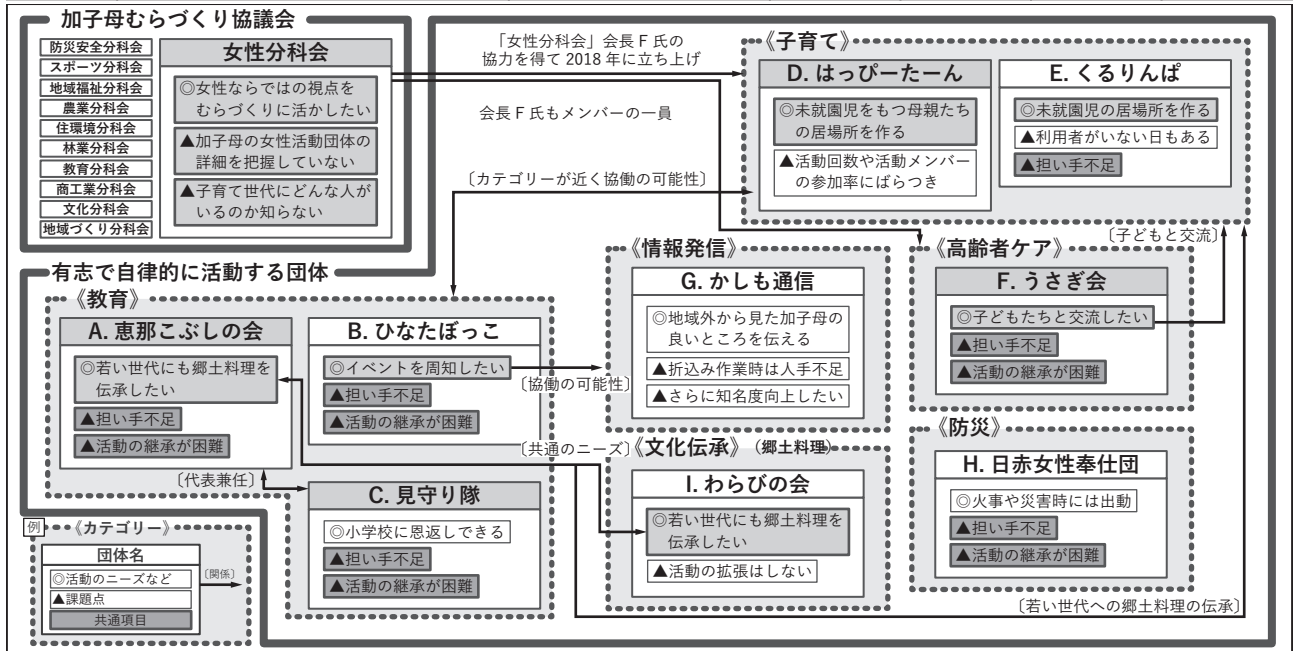 加子母むらづくり協議会
防災安全分科会
スポーツ分科会
地域福祉分科会
農業分科会
住環境分科会
林業分科会
教育分科会
商工業分科会
文化分科会
地域づくり分科会
女性分科会
◎女性ならではの視点を
むらづくりに活かしたい
▲加子母の女性活動団体の
詳細を把握していない
▲子育て世代にどんな人が
いるのか知らない
「女性分科会」会長 F 氏の
協力を得て 2018 年に立ち上げ
会長 F 氏もメンバーの一員
〔カテゴリーが近く協働の可能性〕
《子育て》
D. はっぴーたーん
◎未就園児をもつ母親たち
の居場所を作る
▲活動回数や活動メンバー
の参加率にばらつき
E. くるりんぱ
◎未就園児の居場所を作る
▲利用者がいない日もある
▲担い手不足
〔子どもと交流〕
有志で自律的に活動する団体
《教育》
A. 恵那こぶしの会
◎若い世代にも郷土料理を
伝承したい
▲担い手不足
▲活動の継承が困難
B. ひなたぼっこ
◎イベントを周知したい
▲担い手不足
▲活動の継承が困難
〔代表兼任〕
C. 見守り隊
◎小学校に恩返しできる
▲担い手不足
▲活動の継承が困難
《情報発信》
G. かしも通信
◎地域外から見た加子母の
良いところを伝える
▲折込み作業時は人手不足
▲さらに知名度向上したい
〔協働の可能性〕
《高齢者ケア》
F. うさぎ会
◎子どもたちと交流したい
▲担い手不足
▲活動の継承が困難
〔共通のニーズ〕
《文化伝承》(郷土料理)
I. わらびの会
◎若い世代にも郷土料理を
伝承したい
▲活動の拡張はしない
《防災》
H. 日赤女性奉仕団
◎火事や災害時には出動
▲担い手不足
▲活動の継承が困難
〔若い世代への郷土料理の伝承〕
例
《カテゴリー》
団体名
◎活動のニーズなど
▲課題点
共通項目
〔関係〕